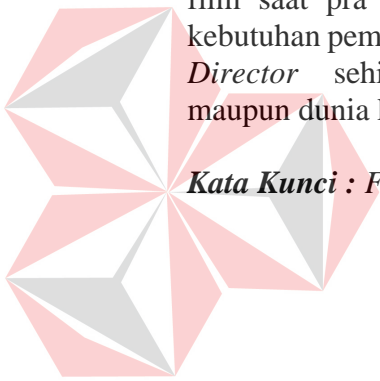 film saat pra
kebutuhan pem
Director sehi
maupun dunia
Kata Kunci : F